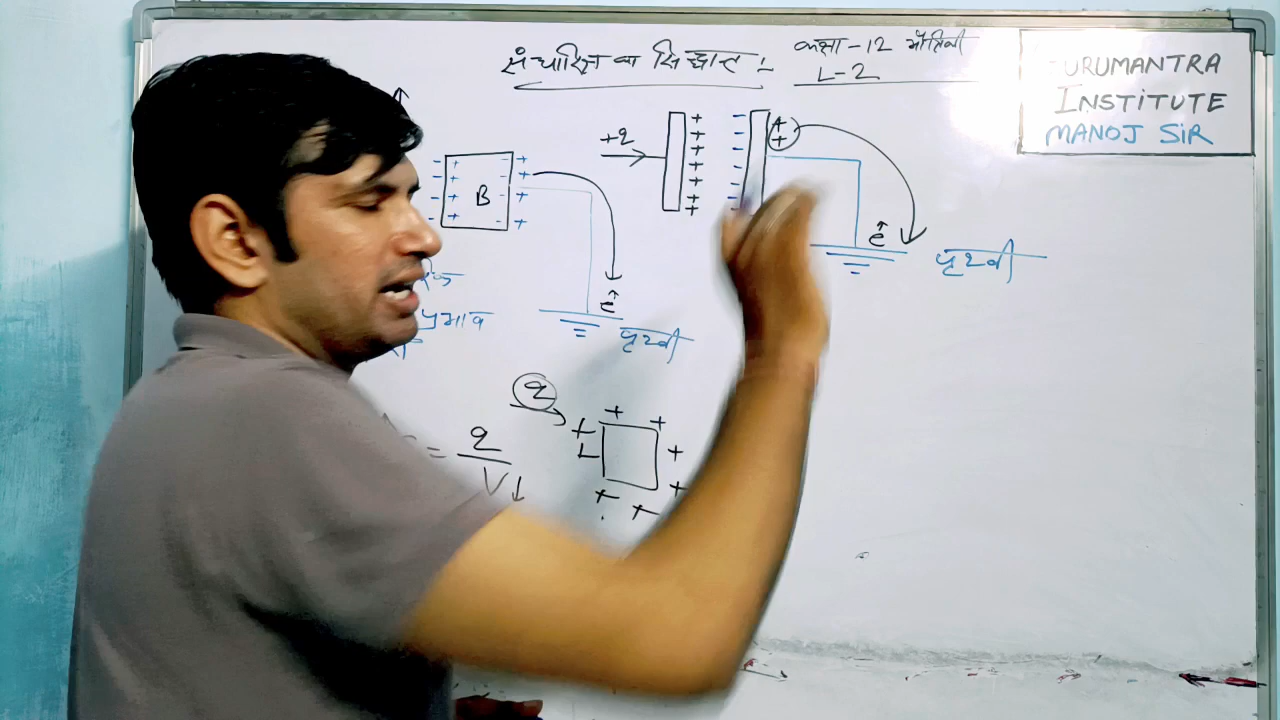 संधारित्र का सिद्धान्त :-
कक्षा -12 भौतिकी
L-2
URUMANTRA
INSTITUTE
MANOJ SIR
+q
+ + + + + + +
- - - - - -
+ +
B
+ + + +
- - - -
+ + + +
ê
पृथ्वी
ê
पृथ्वी
प्रभाव
q
= q
V↓
+ + + + + + + +